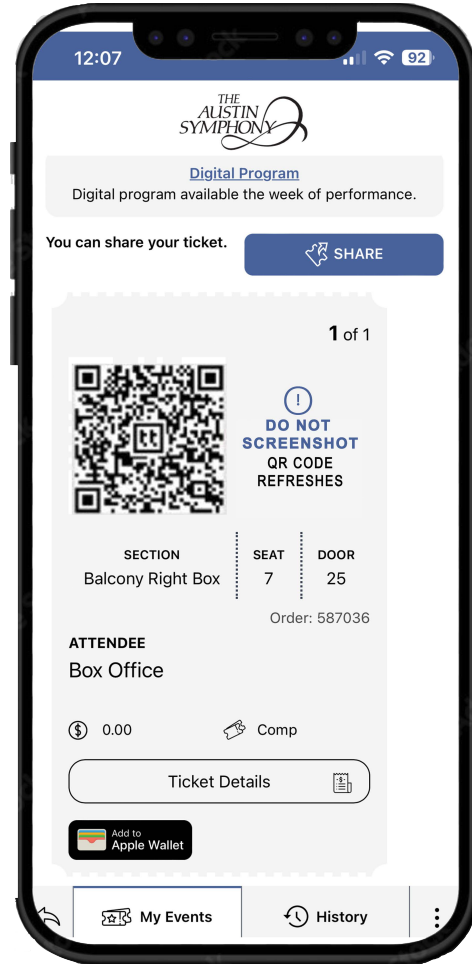 12:07
92
THE
AUSTIN
SYMPHONY
Digital Program
Digital program available the week of performance.
You can share your ticket.
SHARE
1 of 1
tt
!
DO NOT
SCREENSHOT
QR CODE
REFRESHES
SECTION
SEAT
DOOR
Balcony Right Box
7
25
Order: 587036
ATTENDEE
Box Office
$ 0.00
Comp
Ticket Details
$
Add to
Apple Wallet
My Events
History